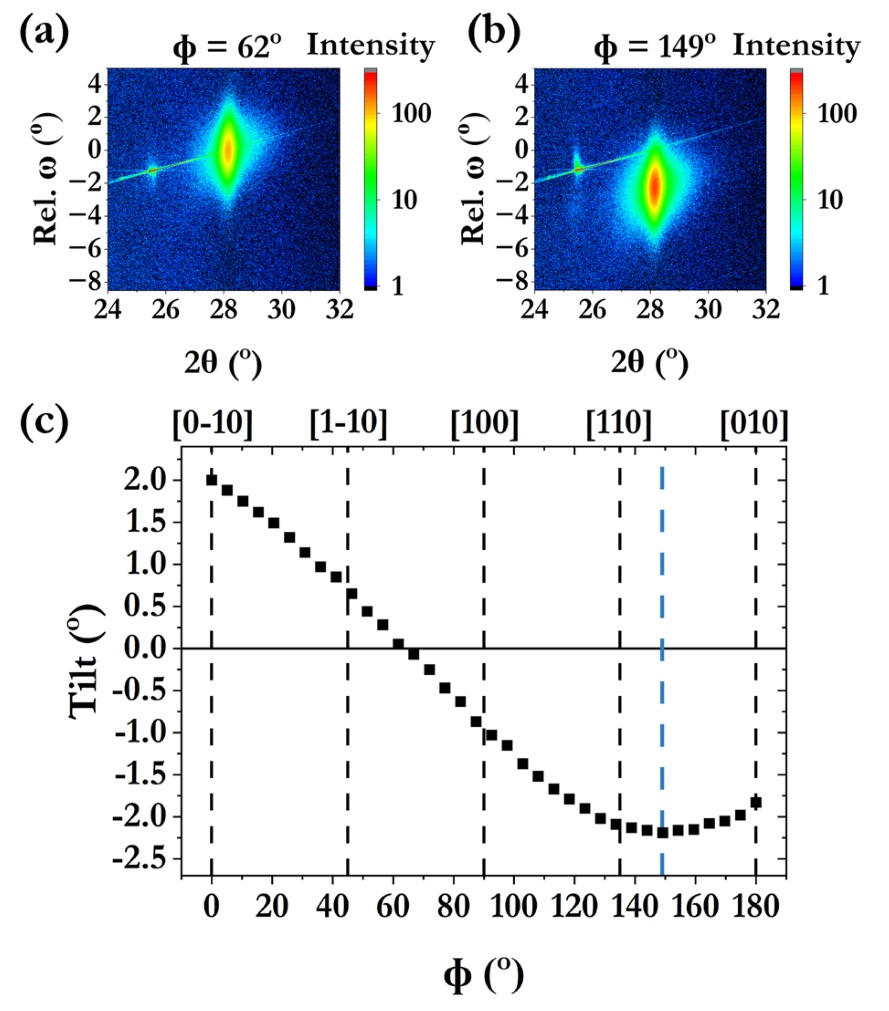 (a)
ϕ = 62º
Intensity
4
2
0
−2
−4
−6
−8
Rel. ω (º)
24 26 28 30 32
2θ (º)
100
10
1
(b)
ϕ = 149º
Intensity
4
2
0
−2
−4
−6
−8
Rel. ω (º)
24 26 28 30 32
2θ (º)
100
10
1
(c)
[0-10] [1-10] [100] [110] [010]
2.0
1.5
1.0
0.5
0.0
-0.5
-1.0
-1.5
-2.0
-2.5
Tilt (º)
0 20 40 60 80 100 120 140 160 180
ϕ (º)